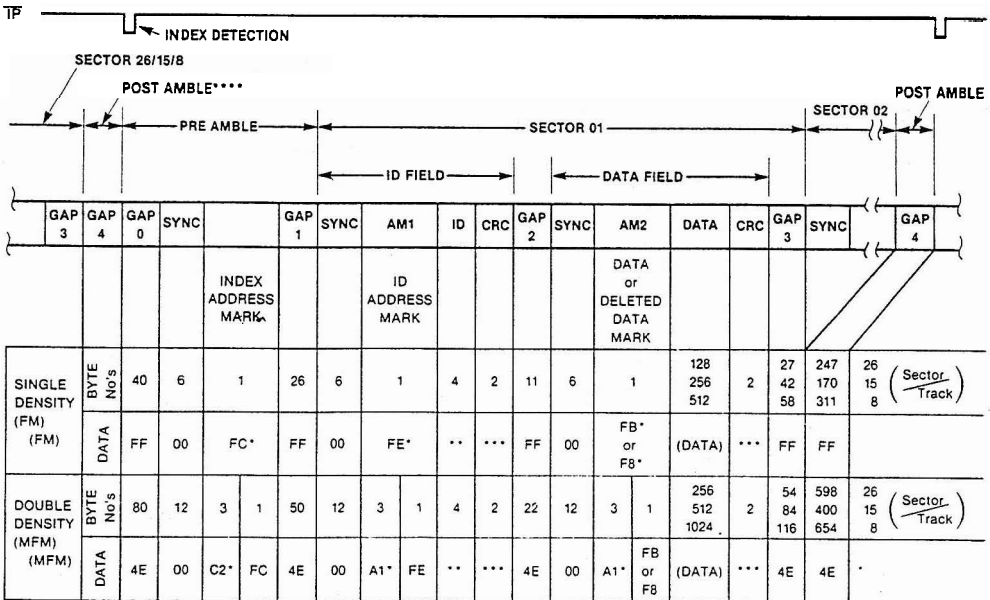 IP
INDEX DETECTION
SECTOR 26/15/8
POST AMBLE****
POST AMBLE
SECTOR 02
PRE AMBLE
SECTOR 01
ID FIELD
DATA FIELD
GAP 3 GAP 4 GAP 0 SYNC GAP 1 SYNC AM1 ID CRC GAP 2 SYNC AM2 DATA CRC GAP 3 SYNC GAP 4
INDEX ADDRESS MARK
ID ADDRESS MARK
DATA or DELETED DATA MARK
SINGLE DENSITY (FM) (FM)
BYTE No's 40 6 1 26 6 1 4 2 11 6 1 128 256 512 2 27 42 58 247 170 311 26 15 8 (Sector/Track)
DATA FF 00 FC* FF 00 FE* ** *** FF 00 FB* or F8* (DATA) *** FF FF
DOUBLE DENSITY (MFM) (MFM)
BYTE No's 80 12 3 1 50 12 3 1 4 2 22 12 3 1 256 512 1024 2 54 84 116 598 400 654 26 15 8 (Sector/Track)
DATA 4E 00 C2* FC 4E 00 A1* FE ** *** 4E 00 A1* FB or F8 (DATA) *** 4E 4E